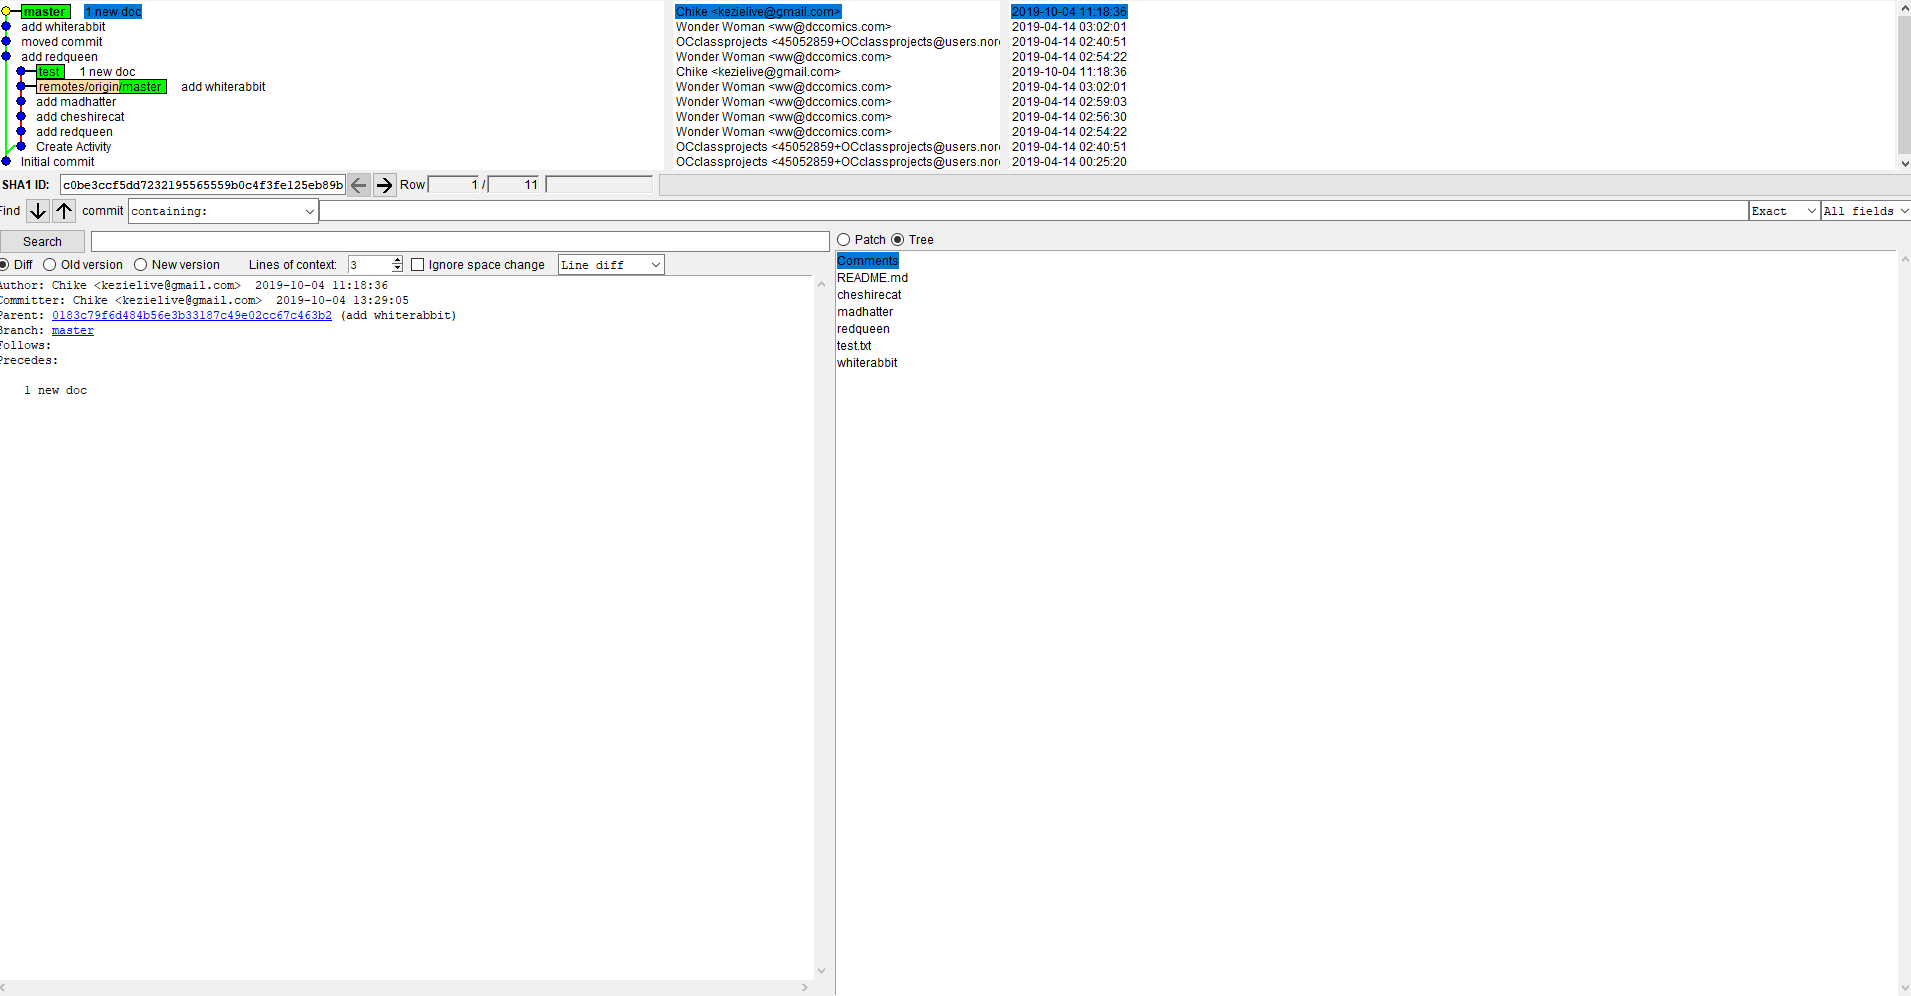 master 1 new doc Chike <kezielive@gmail.com> 2019-10-04 11:18:36
add whiterabbit Wonder Woman <ww@dccomics.com> 2019-04-14 03:02:01
moved commit OCclassprojects <45052859+OCclassprojects@users.nor 2019-04-14 02:40:51
add redqueen Wonder Woman <ww@dccomics.com> 2019-04-14 02:54:22
test 1 new doc Chike <kezielive@gmail.com> 2019-10-04 11:18:36
remotes/origin/master add whiterabbit Wonder Woman <ww@dccomics.com> 2019-04-14 03:02:01
add madhatter Wonder Woman <ww@dccomics.com> 2019-04-14 02:59:03
add cheshirecat Wonder Woman <ww@dccomics.com> 2019-04-14 02:56:30
add redqueen Wonder Woman <ww@dccomics.com> 2019-04-14 02:54:22
Create Activity OCclassprojects <45052859+OCclassprojects@users.nor 2019-04-14 02:40:51
Initial commit OCclassprojects <45052859+OCclassprojects@users.nor 2019-04-14 00:25:20
SHA1 ID: c0be3ccf5dd7232195565559b0c4f3fe125eb89b Row 1 / 11
Find commit containing: Exact All fields
Search
Diff Old version New version Lines of context: 3 Ignore space change Line diff
Author: Chike <kezielive@gmail.com> 2019-10-04 11:18:36
Committer: Chike <kezielive@gmail.com> 2019-10-04 13:29:05
Parent: 0183c79f6d484b56e3b33187c49e02cc67c463b2 (add whiterabbit)
Branch: master
Follows:
Precedes:
1 new doc
Patch Tree
Comments
README.md
cheshirecat
madhatter
redqueen
test.txt
whiterabbit